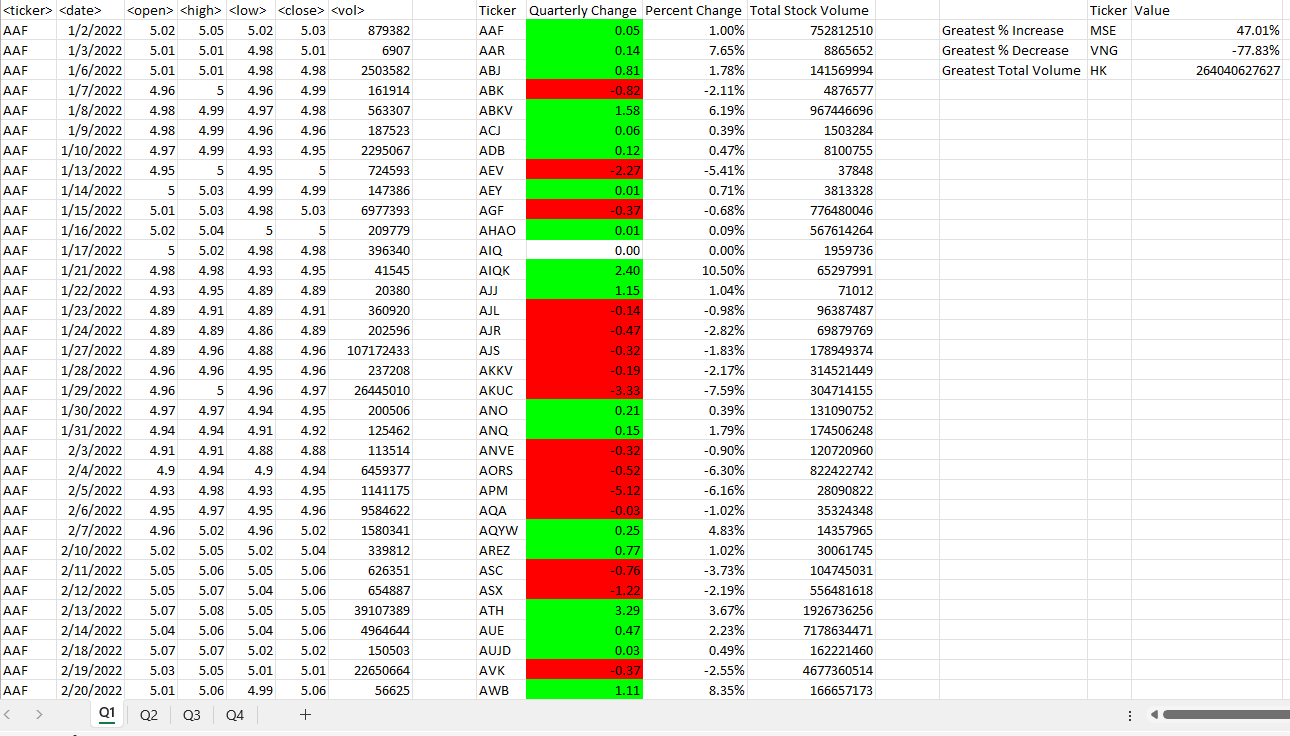 <ticker> <date> <open> <high> <low> <close> <vol> Ticker Quarterly Change Percent Change Total Stock Volume Ticker Value
AAF 1/2/2022 5.02 5.05 5.02 5.03 879382 AAF 0.05 1.00% 752812510 Greatest % Increase MSE 47.01%
AAF 1/3/2022 5.01 5.01 4.98 5.01 6907 AAR 0.14 7.65% 8865652 Greatest % Decrease VNG -77.83%
AAF 1/6/2022 5.01 5.01 4.98 4.98 2503582 ABJ 0.81 1.78% 141569994 Greatest Total Volume HK 264040627627
AAF 1/7/2022 4.96 5 4.96 4.99 161914 ABK -0.82 -2.11% 4876577
AAF 1/8/2022 4.98 4.99 4.97 4.98 563307 ABKV 1.58 6.19% 967446696
AAF 1/9/2022 4.98 4.99 4.96 4.96 187523 ACJ 0.06 0.39% 1503284
AAF 1/10/2022 4.97 4.99 4.93 4.95 2295067 ADB 0.12 0.47% 8100755
AAF 1/13/2022 4.95 5 4.95 5 724593 AEV -2.27 -5.41% 37848
AAF 1/14/2022 5 5.03 4.99 4.99 147386 AEY 0.01 0.71% 3813328
AAF 1/15/2022 5.01 5.03 4.98 5.03 6977393 AGF -0.37 -0.68% 776480046
AAF 1/16/2022 5.02 5.04 5 5 209779 AHAO 0.01 0.09% 567614264
AAF 1/17/2022 5 5.02 4.98 4.98 396340 AIQ 0.00 0.00% 1959736
AAF 1/21/2022 4.98 4.98 4.93 4.95 41545 AIQK 2.40 10.50% 65297991
AAF 1/22/2022 4.93 4.95 4.89 4.89 20380 AJJ 1.15 1.04% 71012
AAF 1/23/2022 4.89 4.91 4.89 4.91 360920 AJL -0.14 -0.98% 96387487
AAF 1/24/2022 4.89 4.89 4.86 4.89 202596 AJR -0.47 -2.82% 69879769
AAF 1/27/2022 4.89 4.96 4.88 4.96 107172433 AJS -0.32 -1.83% 178949374
AAF 1/28/2022 4.96 4.96 4.95 4.96 237208 AKKV -0.19 -2.17% 314521449
AAF 1/29/2022 4.96 5 4.96 4.97 26445010 AKUC -3.33 -7.59% 304714155
AAF 1/30/2022 4.97 4.97 4.94 4.95 200506 ANO 0.21 0.39% 131090752
AAF 1/31/2022 4.94 4.94 4.91 4.92 125462 ANQ 0.15 1.79% 174506248
AAF 2/3/2022 4.91 4.91 4.88 4.88 113514 ANVE -0.32 -0.90% 120720960
AAF 2/4/2022 4.9 4.94 4.9 4.94 6459377 AORS -0.52 -6.30% 822422742
AAF 2/5/2022 4.93 4.98 4.93 4.95 1141175 APM -5.12 -6.16% 28090822
AAF 2/6/2022 4.95 4.97 4.95 4.96 9584622 AQA -0.03 -1.02% 35324348
AAF 2/7/2022 4.96 5.02 4.96 5.02 1580341 AQYW 0.25 4.83% 14357965
AAF 2/10/2022 5.02 5.05 5.02 5.04 339812 AREZ 0.77 1.02% 30061745
AAF 2/11/2022 5.05 5.06 5.05 5.06 626351 ASC -0.76 -3.73% 104745031
AAF 2/12/2022 5.05 5.07 5.04 5.06 654887 ASX -1.22 -2.19% 556481618
AAF 2/13/2022 5.07 5.08 5.05 5.05 39107389 ATH 3.29 3.67% 1926736256
AAF 2/14/2022 5.04 5.06 5.04 5.06 4964644 AUE 0.47 2.23% 7178634471
AAF 2/18/2022 5.07 5.07 5.02 5.02 150503 AUJD 0.03 0.49% 162221460
AAF 2/19/2022 5.03 5.05 5.01 5.01 22650664 AVK -0.37 -2.55% 4677360514
AAF 2/20/2022 5.01 5.06 4.99 5.06 56625 AWB 1.11 8.35% 166657173
Q1 Q2 Q3 Q4